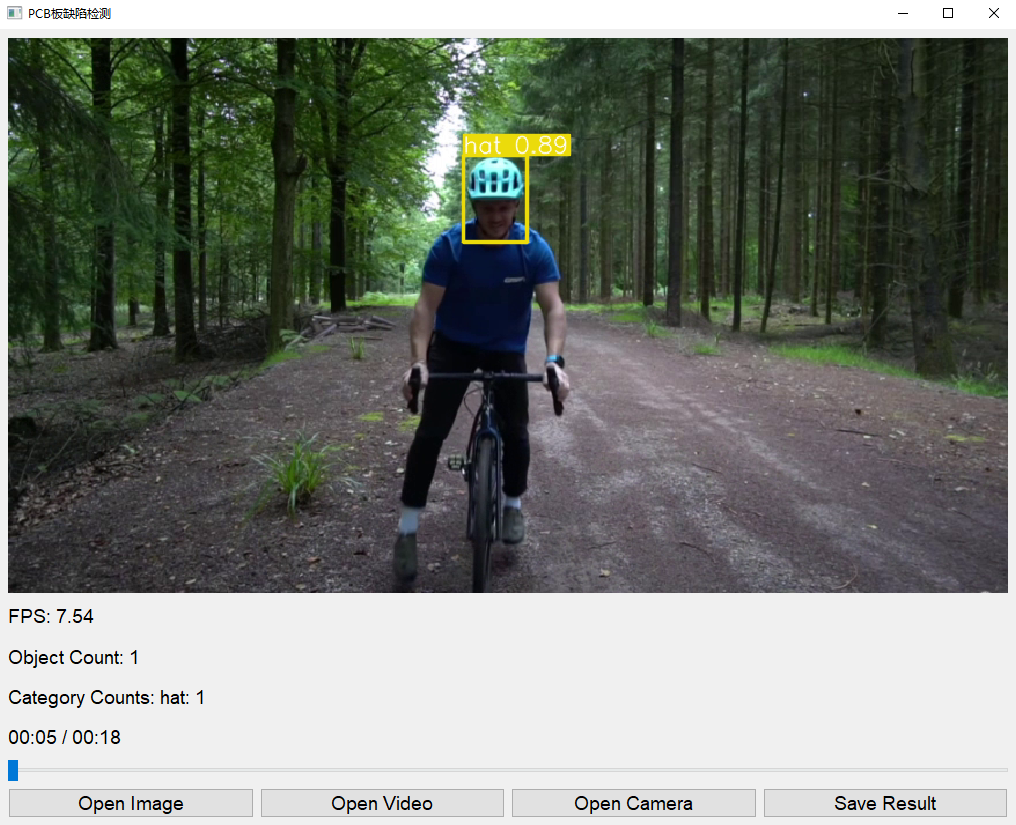 PCB板缺陷检测
hat 0.89
FPS: 7.54
Object Count: 1
Category Counts: hat: 1
00:05 / 00:18
Open Image Open Video Open Camera Save Result